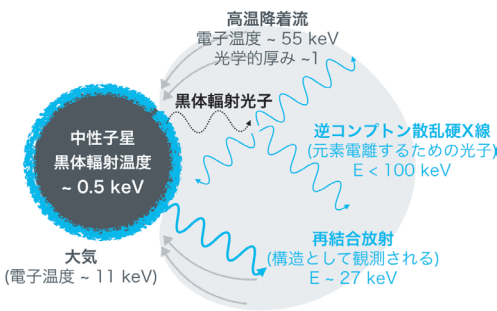 高温降着流
電子温度 ~ 55 keV
光学的厚み ~1
黒体輻射光子
中性子星
黒体輻射温度
~ 0.5 keV
逆コンプトン散乱硬X線
(元素電離するための光子)
E < 100 keV
再結合放射
(構造として観測される)
E ~ 27 keV
大気
(電子温度 ~ 11 keV)